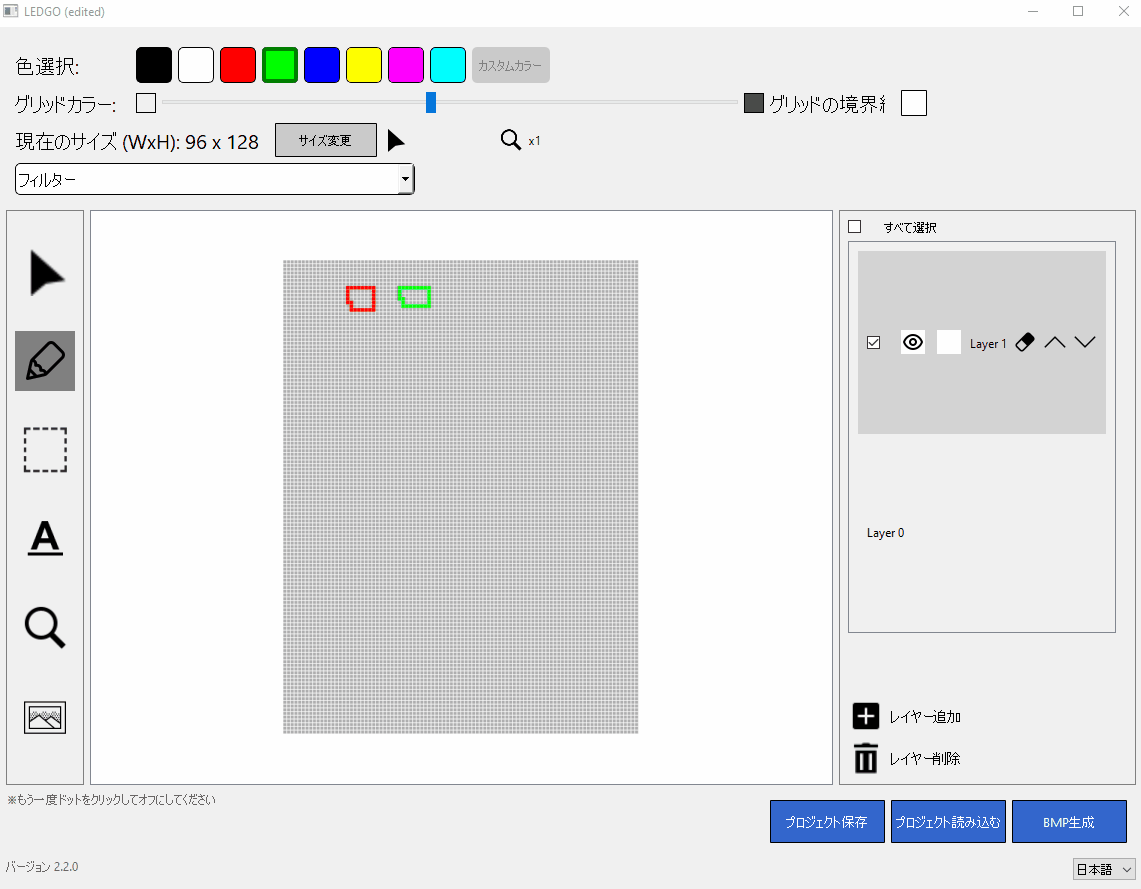 LEDGO (edited)
色選択:
カスタムカラー
グリッドカラー:
グリッドの境界
現在のサイズ (WxH): 96 x 128
サイズ変更
x1
フィルター
すべて選択
Layer 1
Layer 0
レイヤー追加
レイヤー削除
※もう一度ドットをクリックしてオフにしてください
プロジェクト保存
プロジェクト読み込む
BMP生成
バージョン 2.2.0
日本語